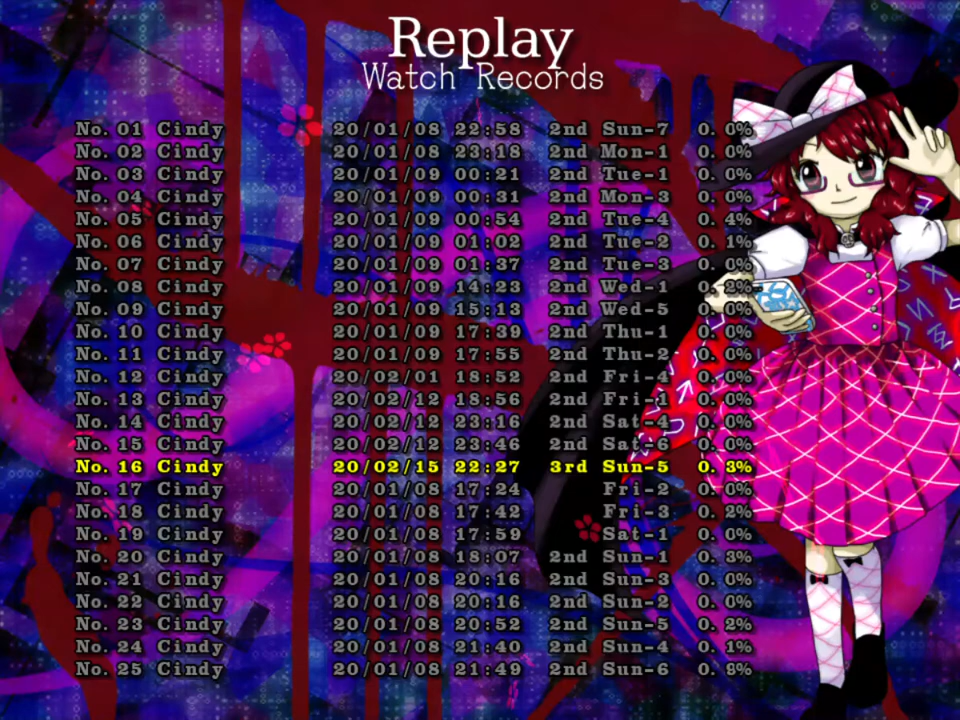 Replay
Watch Records
No. 01 Cindy 20/01/08 22:58 2nd Sun-7 0. 0%
No. 02 Cindy 20/01/08 23:18 2nd Mon-1 0. 0%
No. 03 Cindy 20/01/09 00:21 2nd Tue-1 0. 0%
No. 04 Cindy 20/01/09 00:31 2nd Mon-3 0. 0%
No. 05 Cindy 20/01/09 00:54 2nd Tue-4 0. 4%
No. 06 Cindy 20/01/09 01:02 2nd Tue-2 0. 1%
No. 07 Cindy 20/01/09 01:37 2nd Tue-3 0. 0%
No. 08 Cindy 20/01/09 14:23 2nd Wed-1 0. 2%
No. 09 Cindy 20/01/09 15:13 2nd Wed-5 0. 0%
No. 10 Cindy 20/01/09 17:39 2nd Thu-1 0. 0%
No. 11 Cindy 20/01/09 17:55 2nd Thu-2 0. 0%
No. 12 Cindy 20/02/01 18:52 2nd Fri-4 0. 0%
No. 13 Cindy 20/02/12 18:56 2nd Fri-1 0. 0%
No. 14 Cindy 20/02/12 23:16 2nd Sat-4 0. 0%
No. 15 Cindy 20/02/12 23:46 2nd Sat-6 0. 0%
No. 16 Cindy 20/02/15 22:27 3rd Sun-5 0. 3%
No. 17 Cindy 20/01/08 17:24 Fri-2 0. 0%
No. 18 Cindy 20/01/08 17:42 Fri-3 0. 2%
No. 19 Cindy 20/01/08 17:59 Sat-1 0. 0%
No. 20 Cindy 20/01/08 18:07 2nd Sun-1 0. 3%
No. 21 Cindy 20/01/08 20:16 2nd Sun-3 0. 0%
No. 22 Cindy 20/01/08 20:16 2nd Sun-2 0. 0%
No. 23 Cindy 20/01/08 20:52 2nd Sun-5 0. 2%
No. 24 Cindy 20/01/08 21:40 2nd Sun-4 0. 1%
No. 25 Cindy 20/01/08 21:49 2nd Sun-6 0. 8%